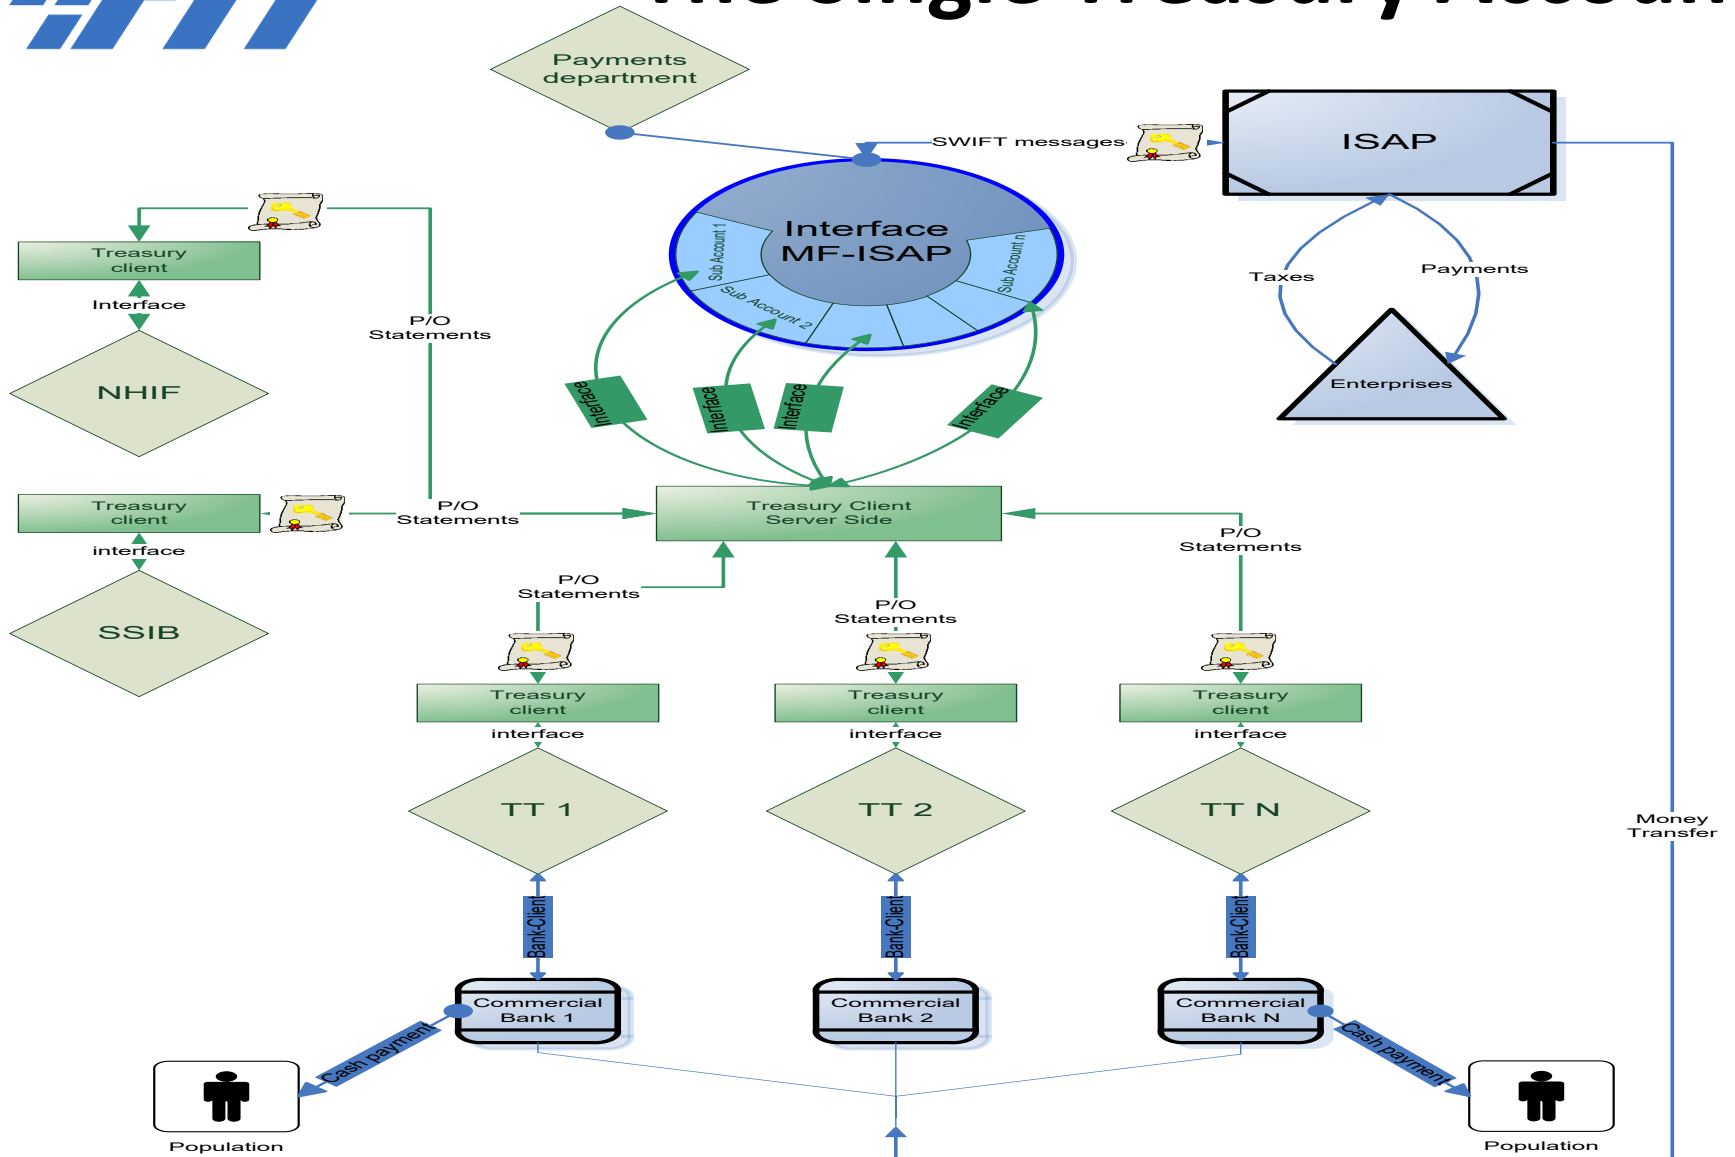 The Single Treasury Accoun
Payments
department
SWIFT messages
ISAP
Interface
MF-ISAP
Sub Account 1
Sub Account 2
Sub Account n
Taxes
Payments
Enterprises
Treasury
client
Interface
NHIF
P/O
Statements
Interface
Interface
Interface
Interface
Treasury
client
interface
SSIB
P/O
Statements
Treasury Client
Server Side
P/O
Statements
P/O
Statements
P/O
Statements
Treasury
client
interface
Treasury
client
interface
Treasury
client
interface
TT 1
TT 2
TT N
Money
Transfer
Bank-Client
Bank-Client
Bank-Client
Commercial
Bank 1
Commercial
Bank 2
Commercial
Bank N
Cash payment
Cash payment
Population
Population